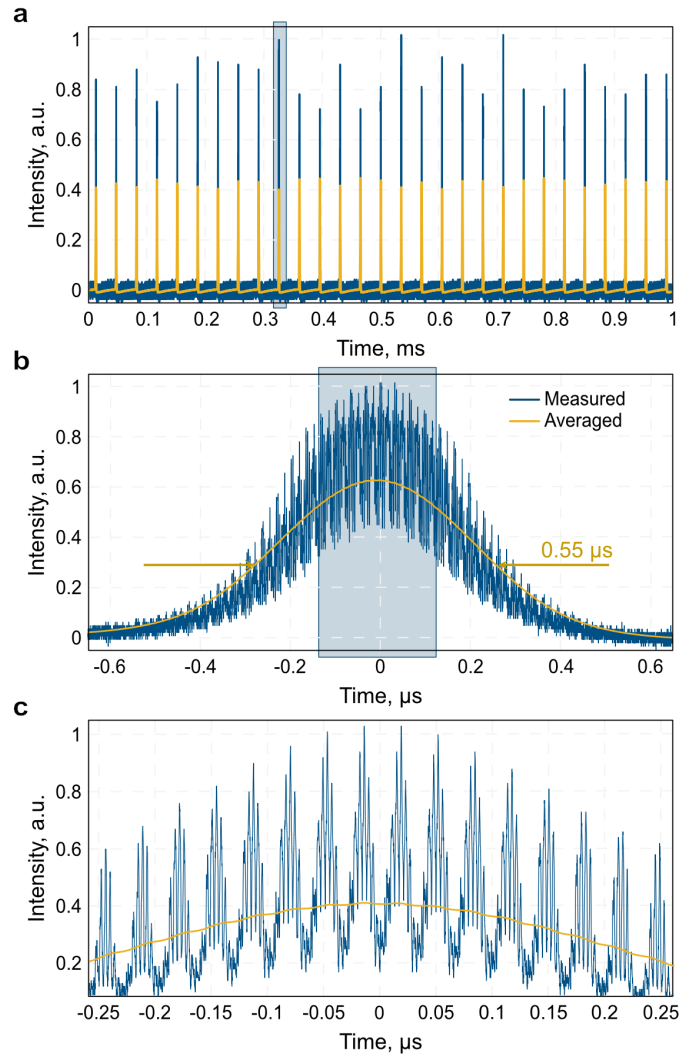 a
1
0.8
0.6
0.4
0.2
0
Intensity, a.u.
0 0.1 0.2 0.3 0.4 0.5 0.6 0.7 0.8 0.9 1
Time, ms
b
1
0.8
0.6
0.4
0.2
0
Intensity, a.u.
Measured
Averaged
0.55 µs
-0.6 -0.4 -0.2 0 0.2 0.4 0.6
Time, µs
c
1
0.8
0.6
0.4
0.2
Intensity, a.u.
-0.25 -0.2 -0.15 -0.1 -0.05 0 0.05 0.1 0.15 0.2 0.25
Time, µs